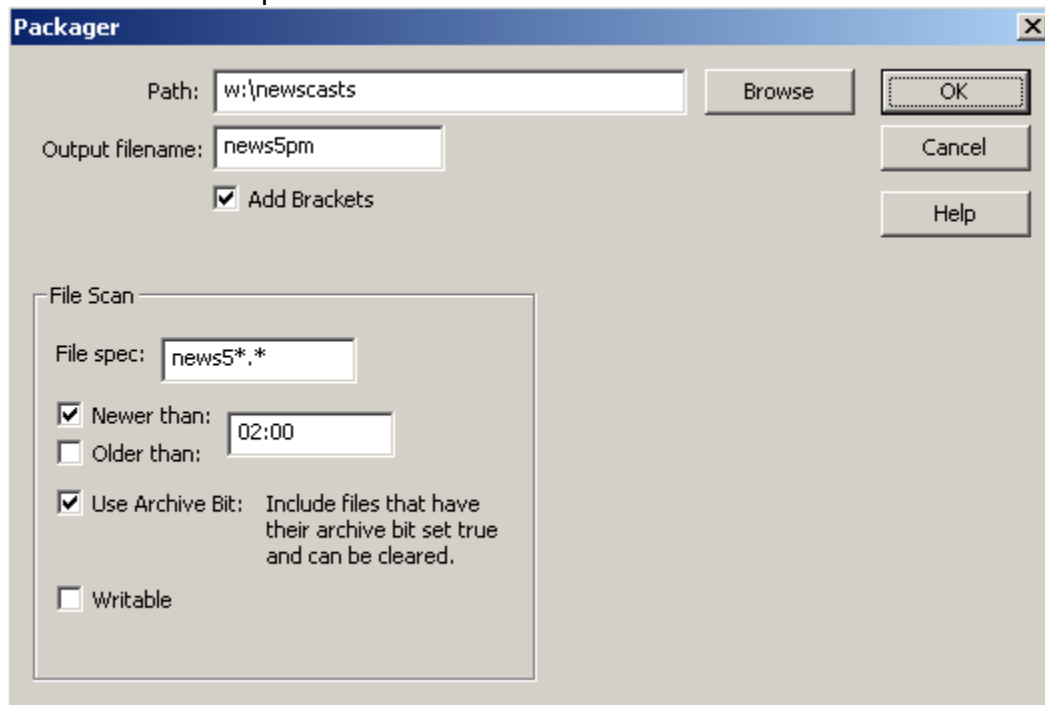 Packager
Path: w:\newscasts Browse OK
Output filename: news5pm Cancel
Add Brackets
Help
File Scan
File spec: news5*.*
Newer than:
02:00
Older than:
Use Archive Bit: Include files that have
their archive bit set true
and can be cleared.
Writable